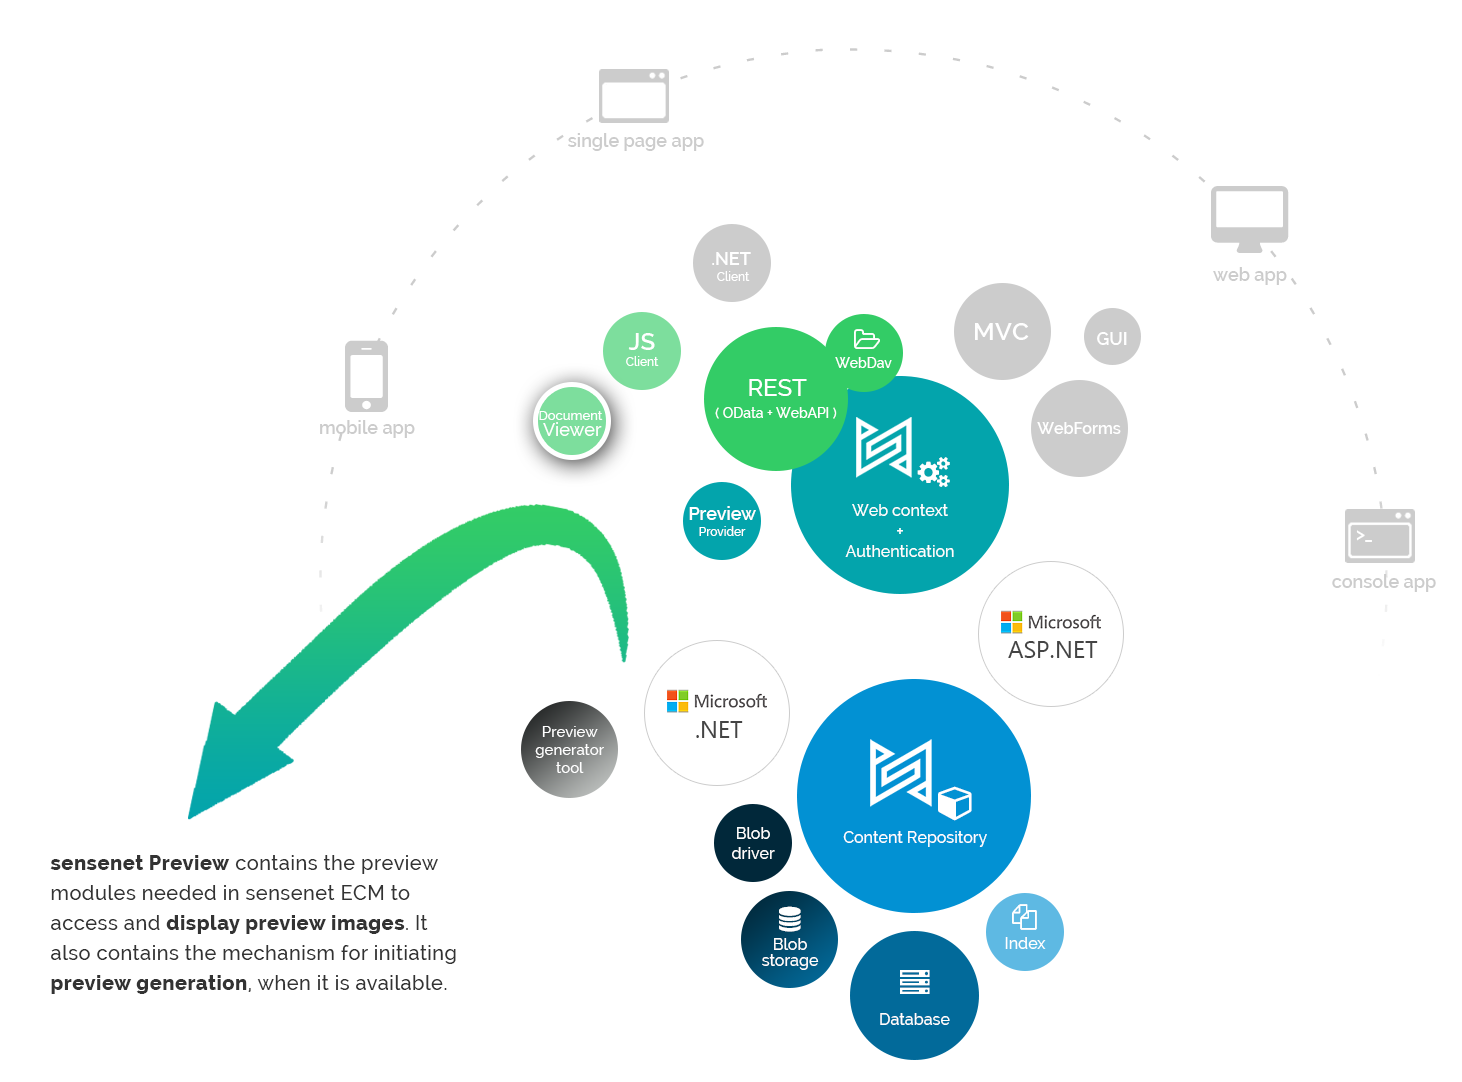 single page app
web app
.NET
Client
MVC
GUI
JS
Client
WebDav
REST
( OData + WebAPI )
mobile app
Document
Viewer
WebForms
Preview
Provider
Web context
+
Authentication
console app
Microsoft
ASP.NET
Microsoft
.NET
Preview
generator
tool
Blob
driver
Content Repository
Blob
storage
Index
Database
sensenet Preview contains the preview
modules needed in sensenet ECM to
access and display preview images. It
also contains the mechanism for initiating
preview generation, when it is available.